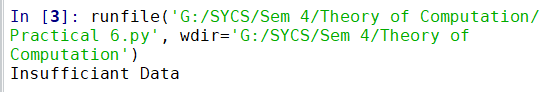 In [3]: runfile('G:/SYCS/Sem 4/Theory of Computation/
Practical 6.py', wdir='G:/SYCS/Sem 4/Theory of
Computation')
Insufficiant Data